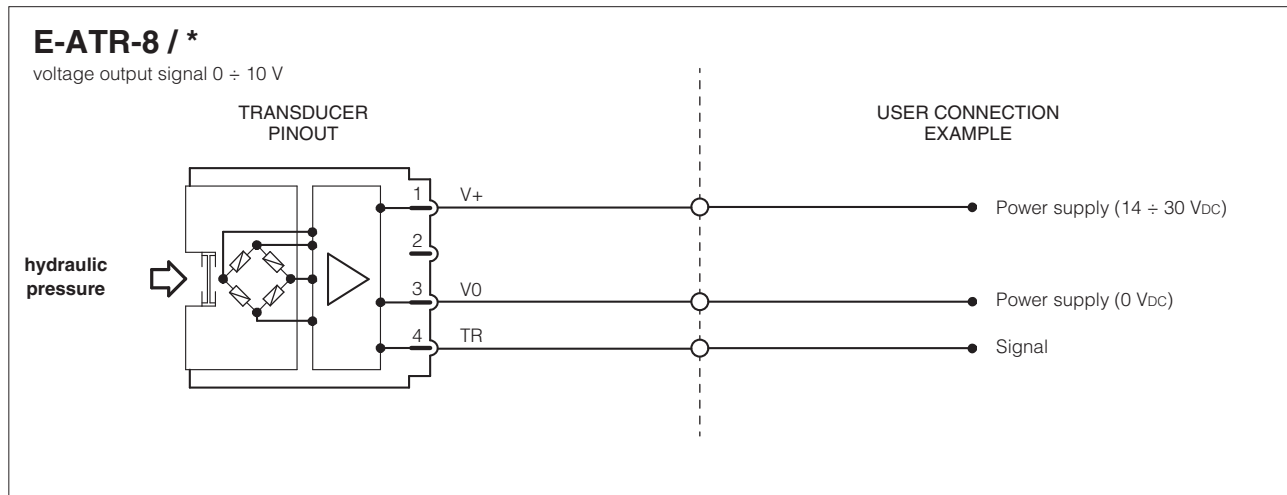 E-ATR-8 / *
voltage output signal 0 ÷ 10 V
TRANSDUCER
PINOUT
USER CONNECTION
EXAMPLE
hydraulic
pressure
1
V+
Power supply (14 ÷ 30 VDC)
2
3
V0
Power supply (0 VDC)
4
TR
Signal